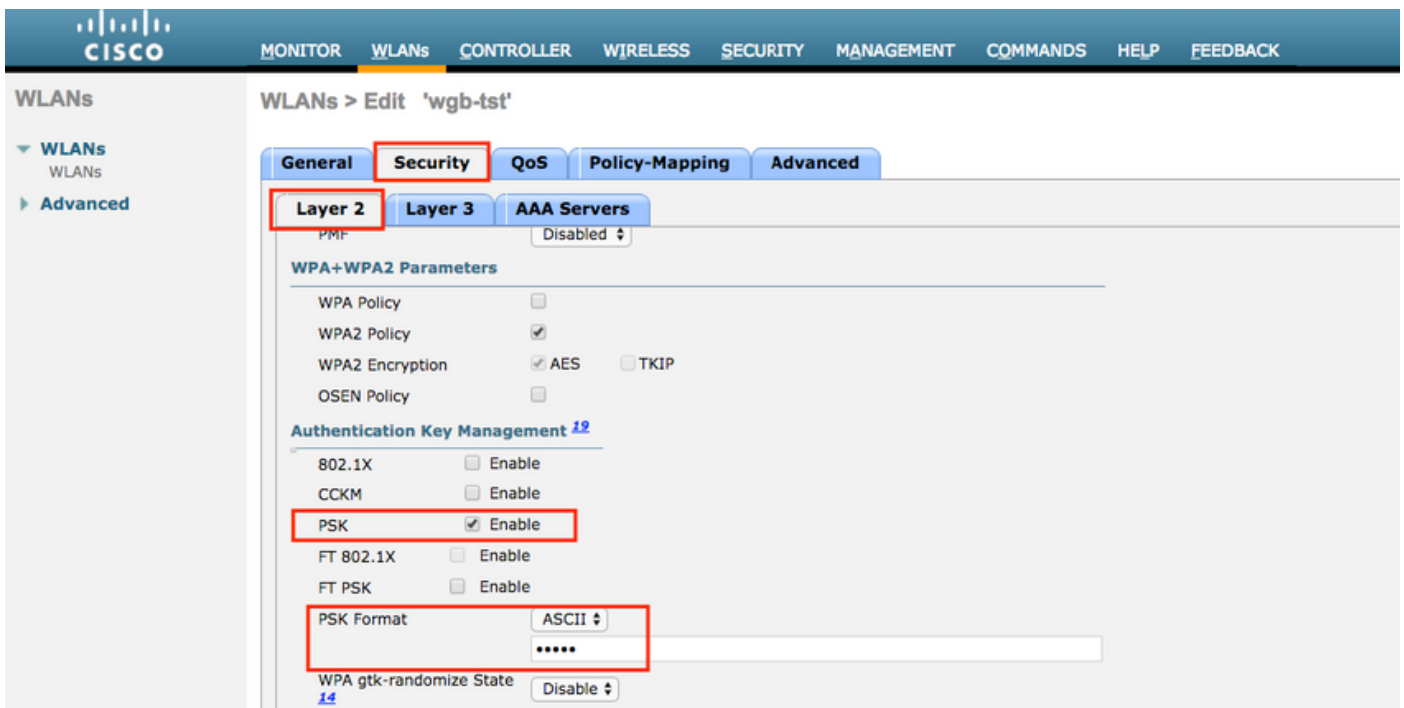 CISCO
MONITOR WLANs CONTROLLER WIRELESS SECURITY MANAGEMENT COMMANDS HELP FEEDBACK
WLANs
WLANs
WLANs
Advanced
WLANs > Edit 'wgb-tst'
General Security QoS Policy-Mapping Advanced
Layer 2 Layer 3 AAA Servers
PMF Disabled
WPA+WPA2 Parameters
WPA Policy
WPA2 Policy
WPA2 Encryption AES TKIP
OSEN Policy
Authentication Key Management 19
802.1X Enable
CCKM Enable
PSK Enable
FT 802.1X Enable
FT PSK Enable
PSK Format ASCII
•••••
WPA gtk-randomize State Disable
14